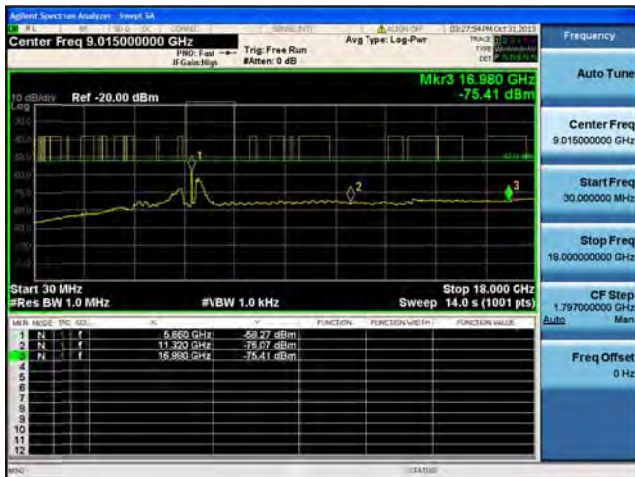 Agilent Spectrum Analyzer - Swept SA
Center Freq 9.015000000 GHz
PNO: Fast
IFGain:High
Trig: Free Run
#Atten: 0 dB
Avg Type: Log-Pwr
03:27:54 PM Oct 31, 2013
TRACE
TYPE
DET
Frequency
Mkr3 16.980 GHz
-75.41 dBm
10 dB/div
Log
Ref -20.00 dBm
Auto Tune
Center Freq
9.015000000 GHz
Start Freq
30.000000 MHz
Stop Freq
18.000000000 GHz
CF Step
1.797000000 GHz
Auto Man
Freq Offset
0 Hz
1
2
3
Start 30 MHz
Stop 18.000 GHz
#Res BW 1.0 MHz
#VBW 1.0 kHz
Sweep 14.0 s (1001 pts)
MKR MODE TRC SCL X Y FUNCTION FUNCTION WIDTH FUNCTION VALUE
1 N f 5.660 GHz
2 N f 11.320 GHz -76.07 dBm
3 N f 16.980 GHz -75.41 dBm
4
5
6
7
8
9
10
11
12
MSG
STATUS